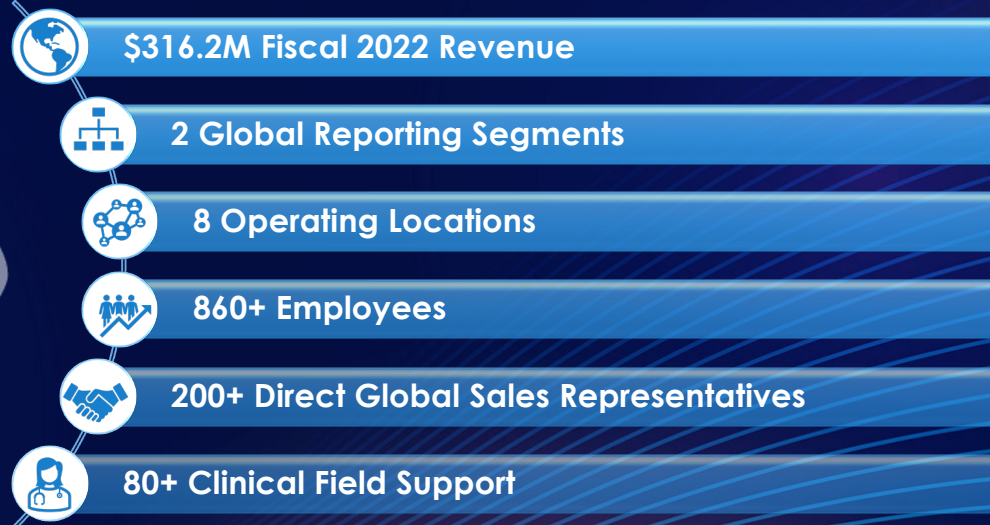 $316.2M Fiscal 2022 Revenue
2 Global Reporting Segments
8 Operating Locations
860+ Employees
200+ Direct Global Sales Representatives
80+ Clinical Field Support